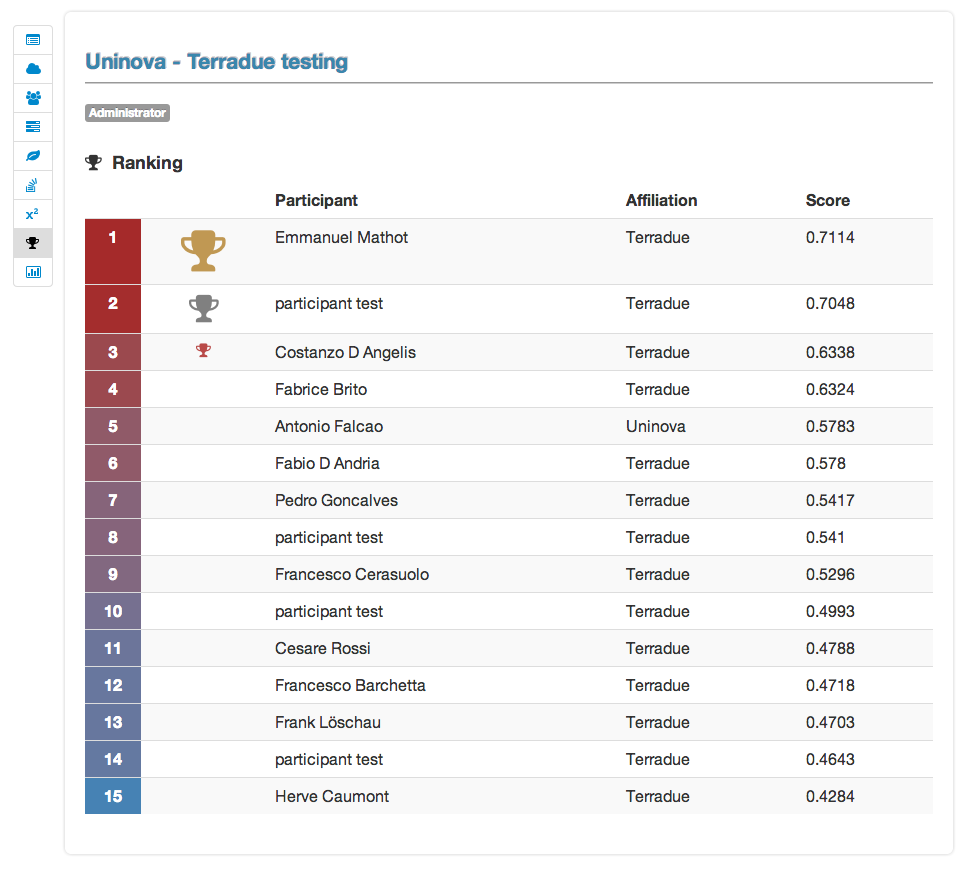 Uninova - Terradue testing
Administrator
Ranking
Participant Affiliation Score
1 Emmanuel Mathot Terradue 0.7114
2 participant test Terradue 0.7048
3 Costanzo D Angelis Terradue 0.6338
4 Fabrice Brito Terradue 0.6324
5 Antonio Falcao Uninova 0.5783
6 Fabio D Andria Terradue 0.578
7 Pedro Goncalves Terradue 0.5417
8 participant test Terradue 0.541
9 Francesco Cerasuolo Terradue 0.5296
10 participant test Terradue 0.4993
11 Cesare Rossi Terradue 0.4788
12 Francesco Barchetta Terradue 0.4718
13 Frank Löschau Terradue 0.4703
14 participant test Terradue 0.4643
15 Herve Caumont Terradue 0.4284
x²